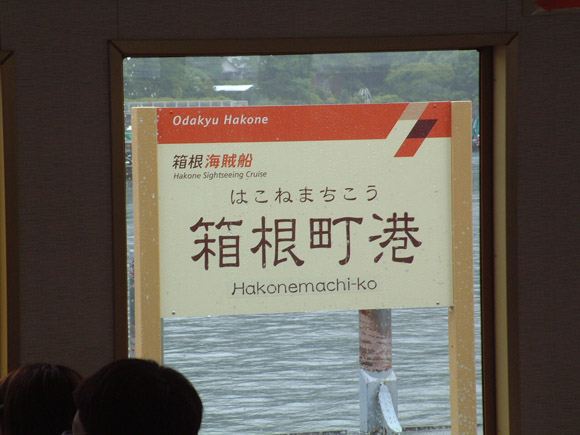 Odakyu Hakone
箱根海賊船
Hakone Sightseeing Cruise
はこねまちこう
箱根町港
Hakonemachi-ko